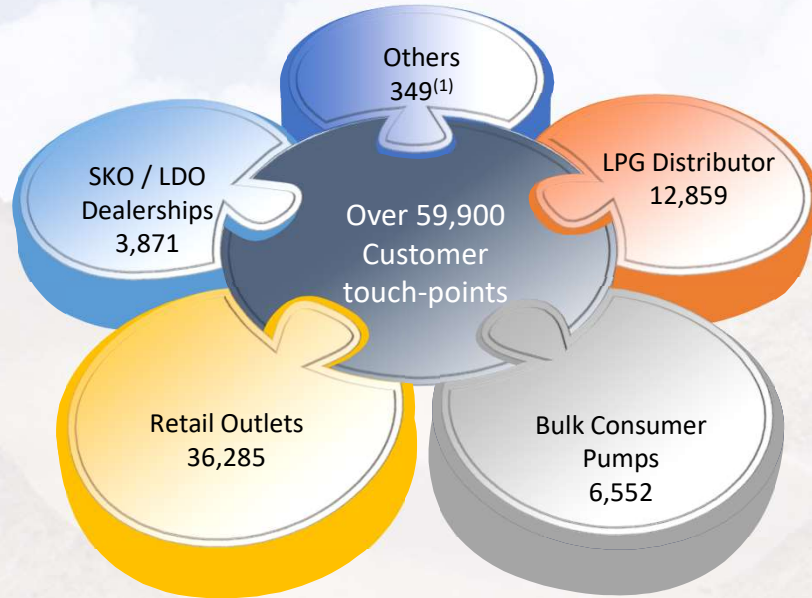 Others
349(1)
LPG Distributor
12,859
SKO / LDO
Dealerships
3,871
Over 59,900
Customer
touch-points
Retail Outlets
36,285
Bulk Consumer
Pumps
6,552